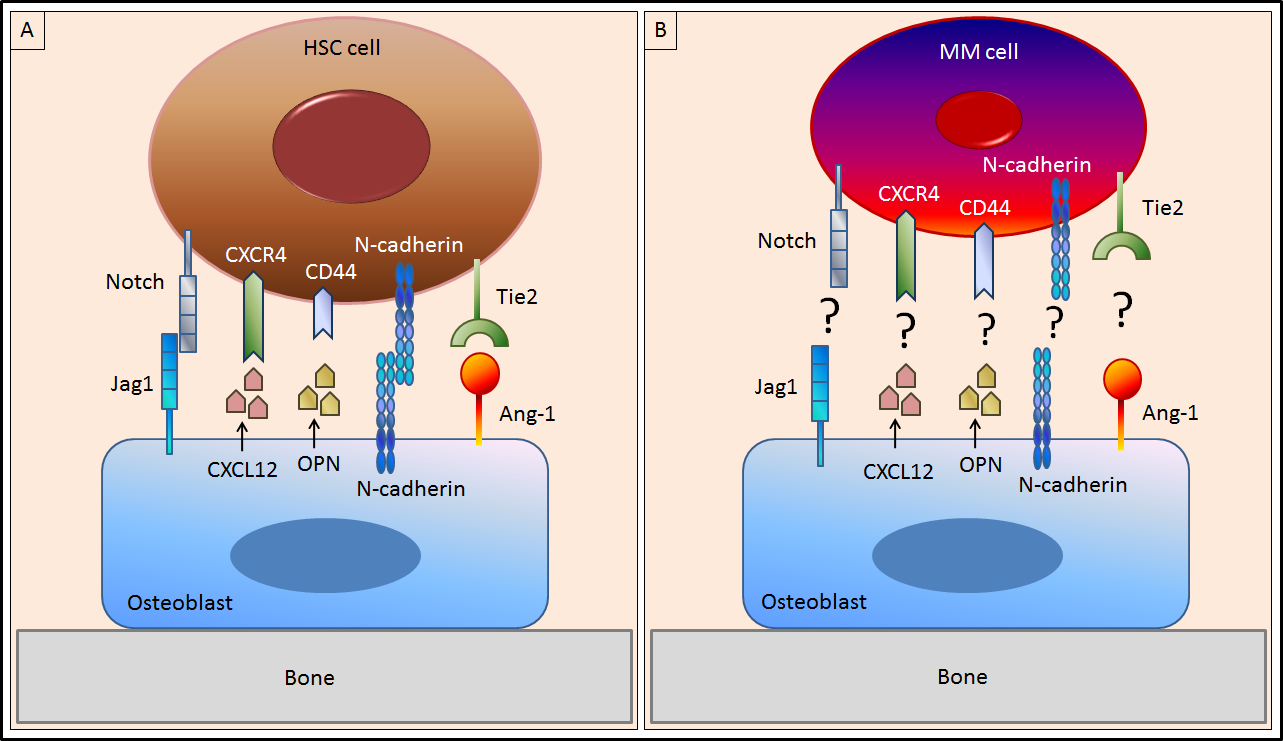 A
HSC cell
N-cadherin
CXCR4
CD44
Notch
Tie2
Jag1
Ang-1
CXCL12
OPN
N-cadherin
Osteoblast
Bone
B
MM cell
N-cadherin
CXCR4
CD44
Tie2
Notch
?
?
?
?
?
Jag1
Ang-1
CXCL12
OPN
N-cadherin
Osteoblast
Bone